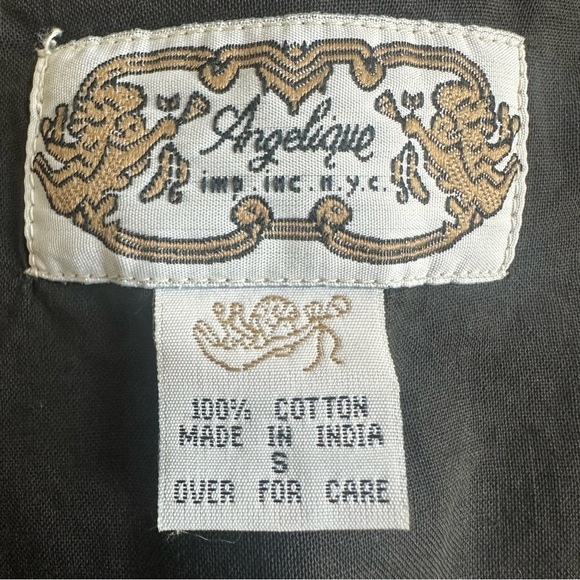 Angelique
imp. inc. n.y.c.
100% COTTON
MADE IN INDIA
S
OVER FOR CARE